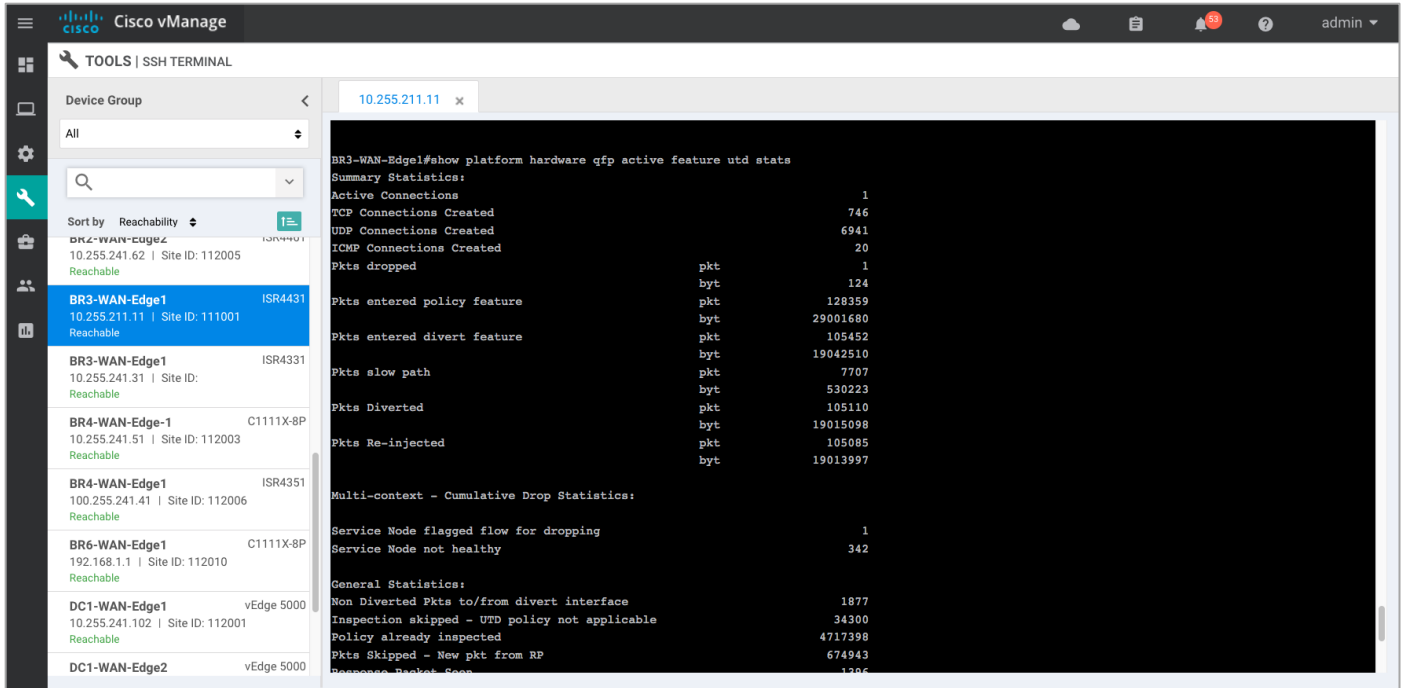 cisco Cisco vManage 53 admin
TOOLS | SSH TERMINAL
Device Group
All
Sort by Reachability
BR2-WAN-Edge2 ISR4461
10.255.241.62 | Site ID: 112005
Reachable
BR3-WAN-Edge1 ISR4431
10.255.211.11 | Site ID: 111001
Reachable
BR3-WAN-Edge1 ISR4331
10.255.241.31 | Site ID:
Reachable
BR4-WAN-Edge-1 C1111X-8P
10.255.241.51 | Site ID: 112003
Reachable
BR4-WAN-Edge1 ISR4351
100.255.241.41 | Site ID: 112006
Reachable
BR6-WAN-Edge1 C1111X-8P
192.168.1.1 | Site ID: 112010
Reachable
DC1-WAN-Edge1 vEdge 5000
10.255.241.102 | Site ID: 112001
Reachable
DC1-WAN-Edge2 vEdge 5000
10.255.211.11 x
BR3-WAN-Edge1#show platform hardware qfp active feature utd stats
Summary Statistics:
Active Connections 1
TCP Connections Created 746
UDP Connections Created 6941
ICMP Connections Created 20
Pkts dropped pkt 1
byt 124
Pkts entered policy feature pkt 128359
byt 29001680
Pkts entered divert feature pkt 105452
byt 19042510
Pkts slow path pkt 7707
byt 530223
Pkts Diverted pkt 105110
byt 19015098
Pkts Re-injected pkt 105085
byt 19013997
Multi-context - Cumulative Drop Statistics:
Service Node flagged flow for dropping 1
Service Node not healthy 342
General Statistics:
Non Diverted Pkts to/from divert interface 1877
Inspection skipped - UTD policy not applicable 34300
Policy already inspected 4717398
Pkts Skipped - New pkt from RP 674943
Response Packet Seen 1396